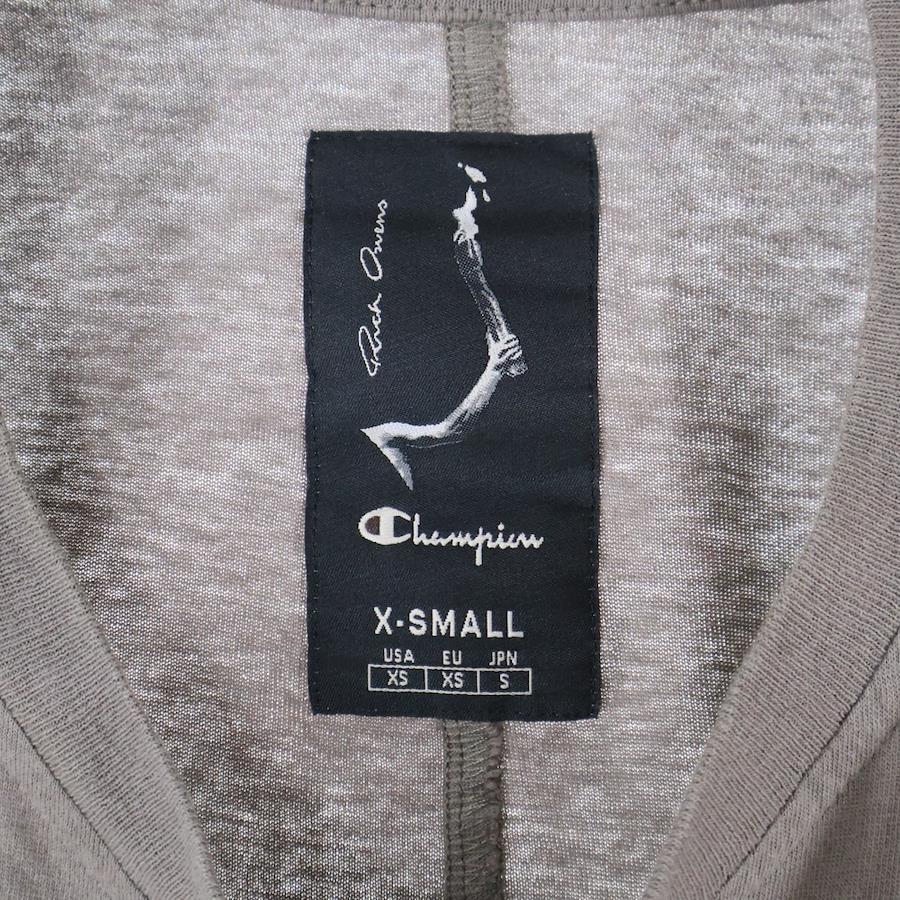 Rick Owens
Champion
X-SMALL
USA EU JPN
XS XS S